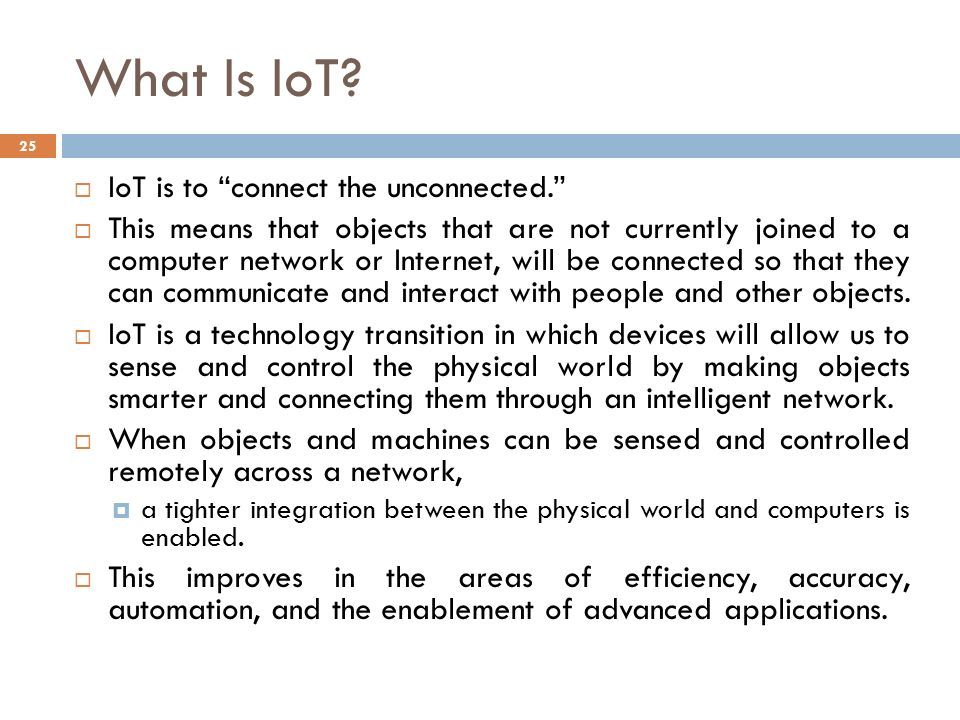 What Is IoT?
25
IoT is to “connect the unconnected.”
This means that objects that are not currently joined to a
computer network or Internet, will be connected so that they
can communicate and interact with people and other objects.
IoT is a technology transition in which devices will allow us to
sense and control the physical world by making objects
smarter and connecting them through an intelligent network.
When objects and machines can be sensed and controlled
remotely across a network,
a tighter integration between the physical world and computers is
enabled.
This improves in the areas of efficiency, accuracy,
automation, and the enablement of advanced applications.